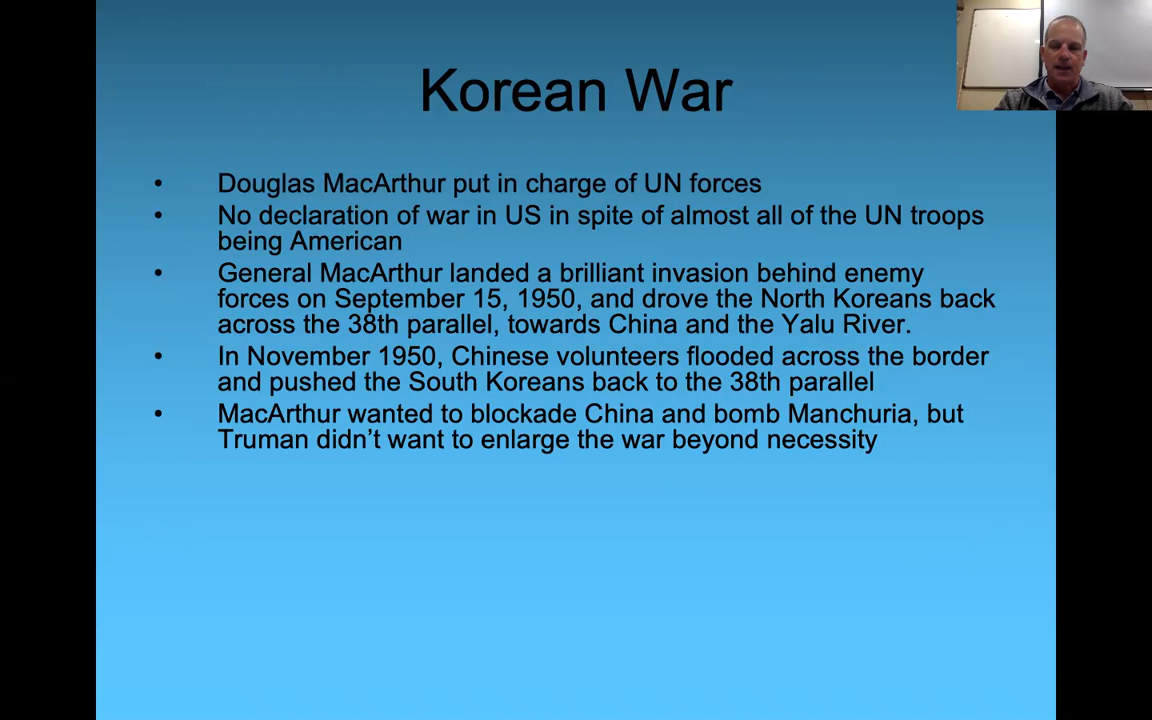 Korean War
• Douglas MacArthur put in charge of UN forces
• No declaration of war in US in spite of almost all of the UN troops
being American
• General MacArthur landed a brilliant invasion behind enemy
forces on September 15, 1950, and drove the North Koreans back
across the 38th parallel, towards China and the Yalu River.
• In November 1950, Chinese volunteers flooded across the border
and pushed the South Koreans back to the 38th parallel
• MacArthur wanted to blockade China and bomb Manchuria, but
Truman didn’t want to enlarge the war beyond necessity